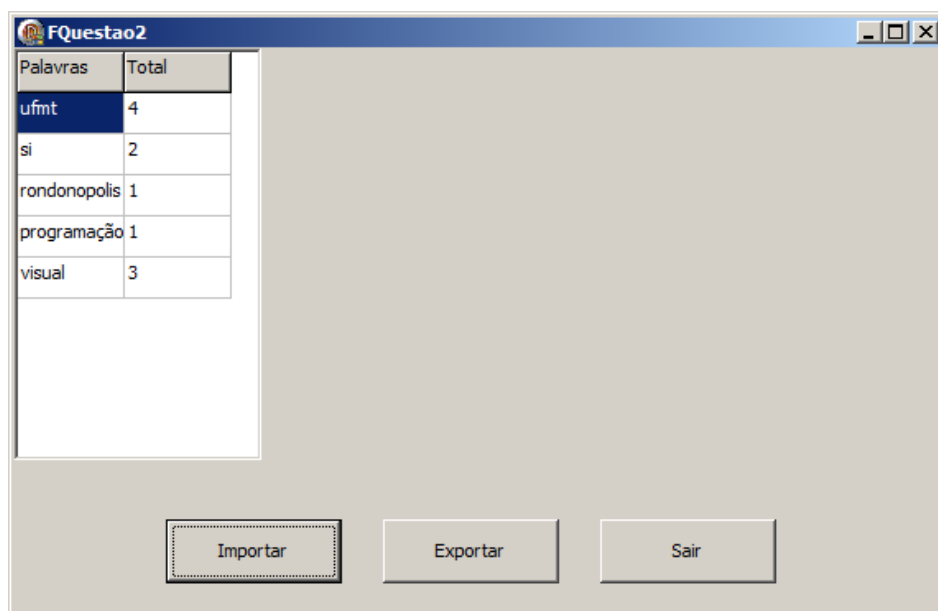 FQuestao2
Palavras Total
ufmt 4
si 2
rondonopolis 1
programação 1
visual 3
Importar Exportar Sair